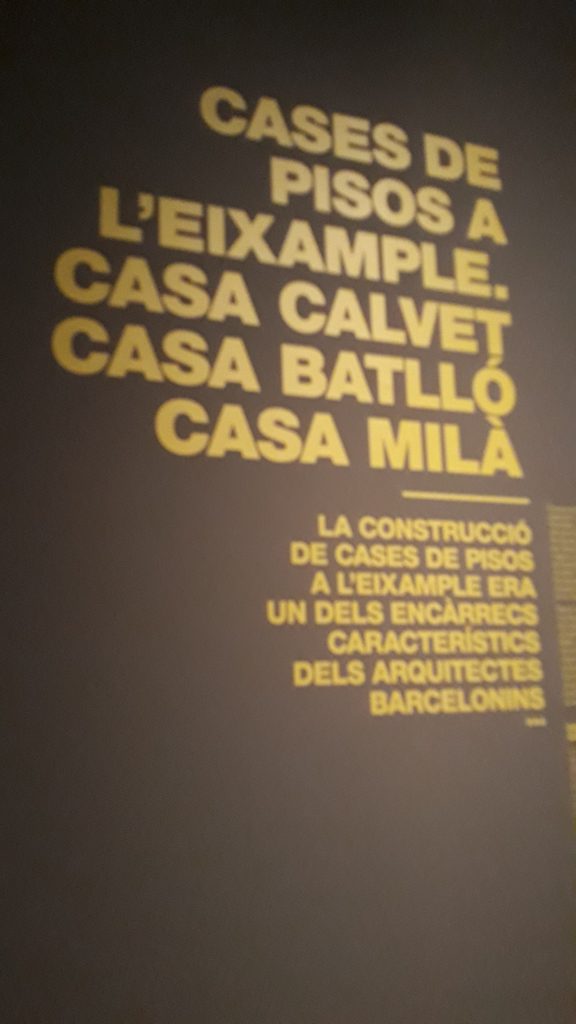 CASES DE
PISOS A
L'EIXAMPLE.
CASA CALVET
CASA BATLLÓ
CASA MILÀ
LA CONSTRUCCIÓ
DE CASES DE PISOS
A L'EIXAMPLE ERA
UN DELS ENCÀRRECS
CARACTERÍSTICS
DELS ARQUITECTES
BARCELONINS
...